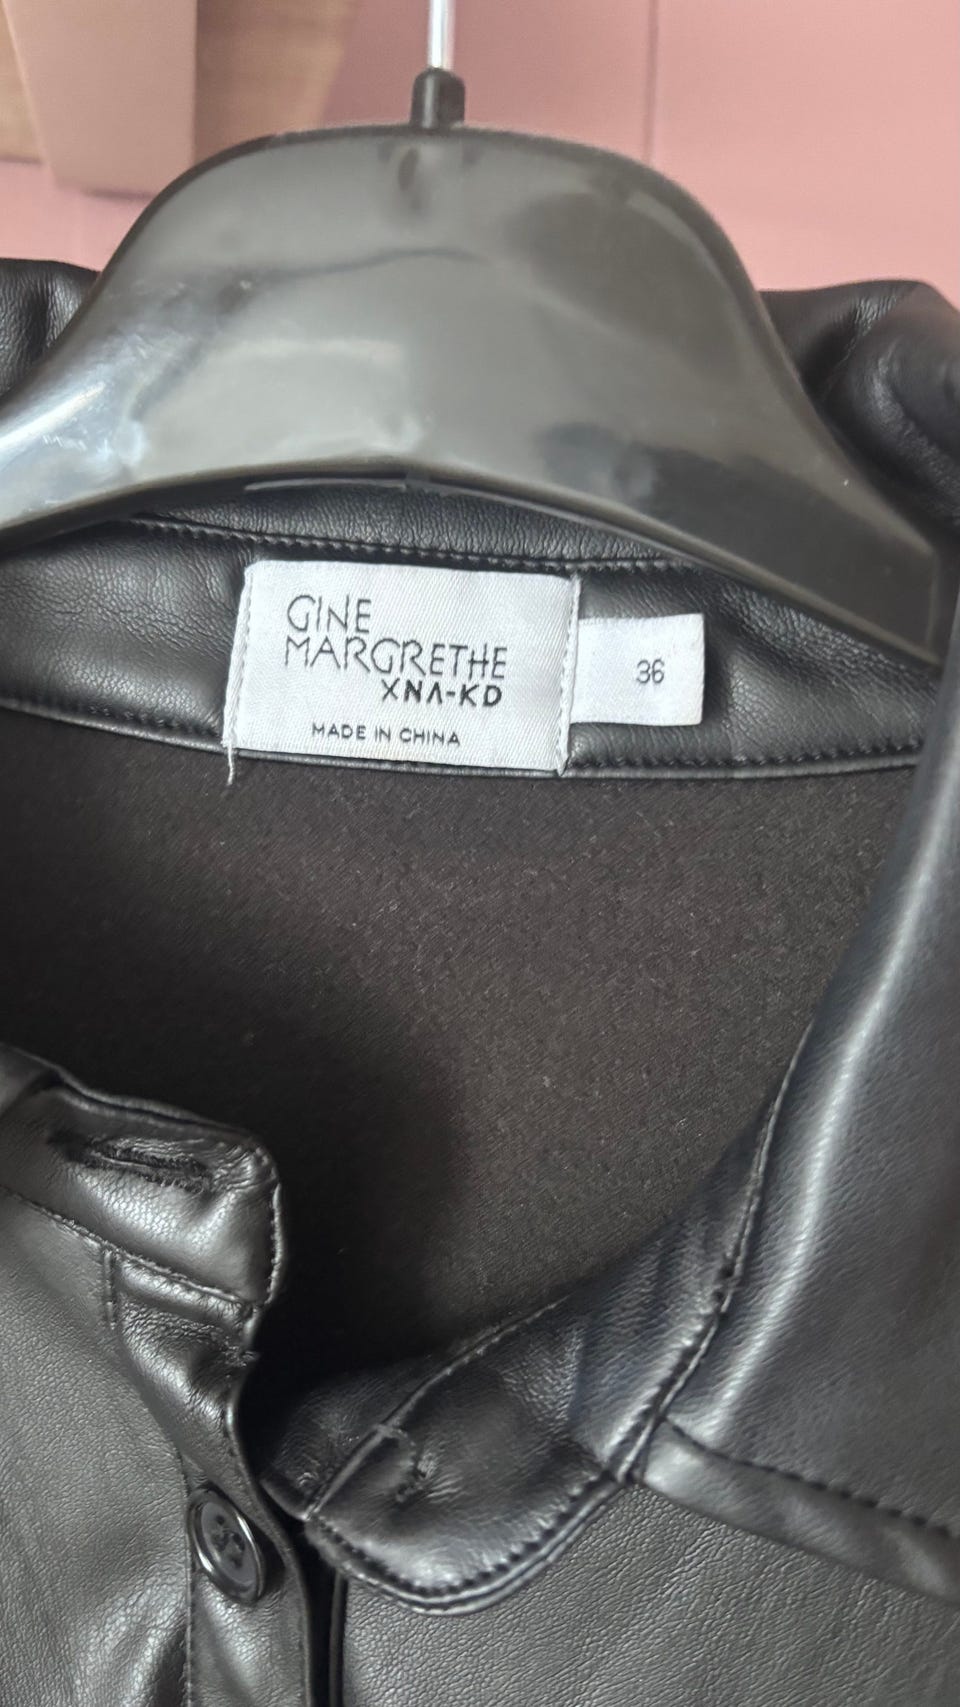 GINE
MARGRETHE
XNA-KD
MADE IN CHINA
36